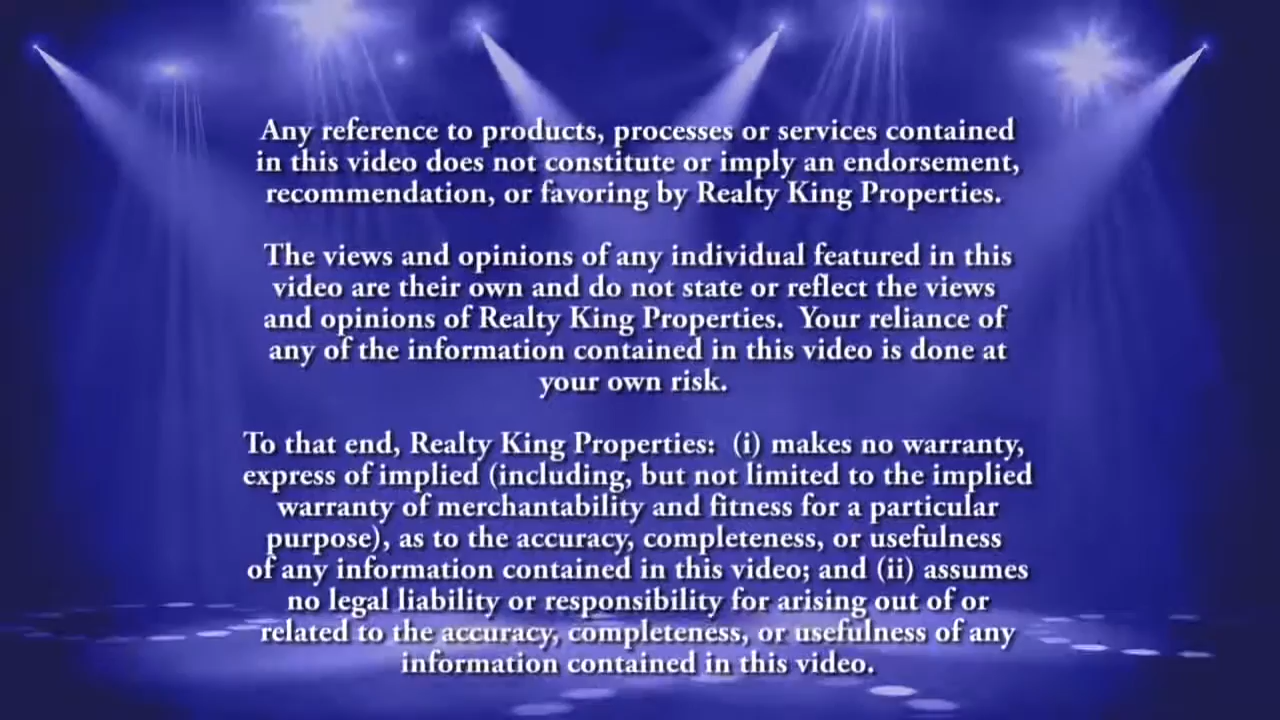 Any reference to products, processes or services contained
in this video does not constitute or imply an endorsement,
recommendation, or favoring by Realty King Properties.
The views and opinions of any individual featured in this
video are their own and do not state or reflect the views
and opinions of Realty King Properties. Your reliance of
any of the information contained in this video is done at
your own risk.
To that end, Realty King Properties: (i) makes no warranty,
express of implied (including, but not limited to the implied
warranty of merchantability and fitness for a particular
purpose), as to the accuracy, completeness, or usefulness
of any information contained in this video; and (ii) assumes
no legal liability or responsibility for arising out of or
related to the accuracy, completeness, or usefulness of any
information contained in this video.